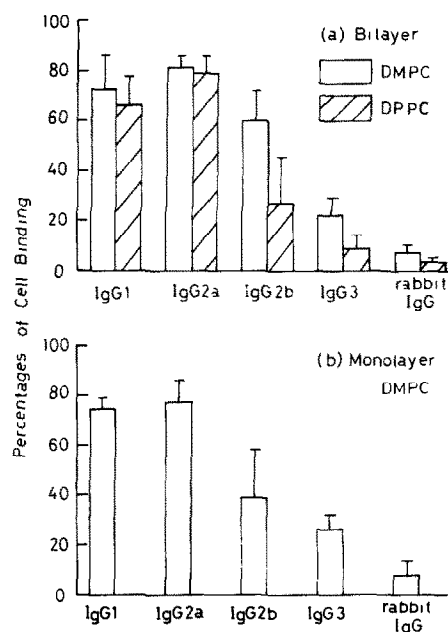 100
80
60
40
20
0
(a) Bilayer
DMPC
DPPC
IgG1
IgG2a
IgG2b
IgG3
rabbit
IgG
Percentages of Cell Binding
(b) Monolayer
DMPC
80
60
40
20
0
IgG1
IgG2a
IgG2b
IgG3
rabbit
IgG